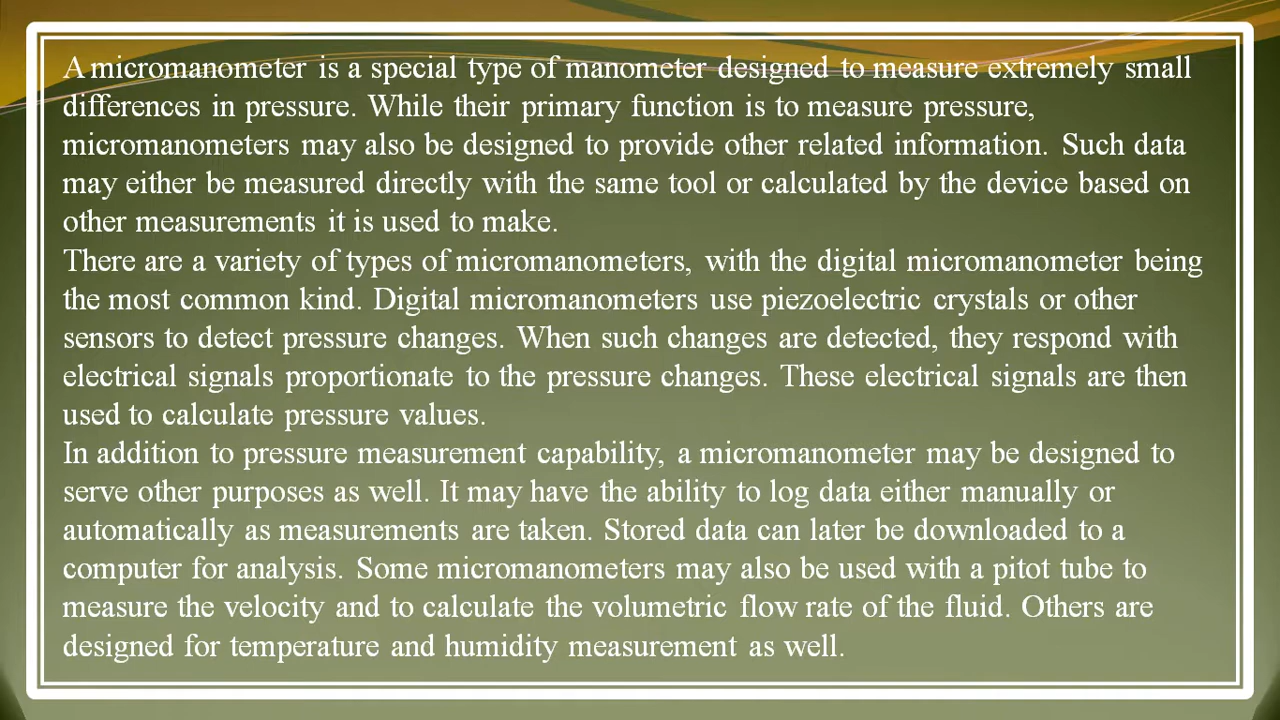 A micromanometer is a special type of manometer designed to measure extremely small
differences in pressure. While their primary function is to measure pressure,
micromanometers may also be designed to provide other related information. Such data
may either be measured directly with the same tool or calculated by the device based on
other measurements it is used to make.
There are a variety of types of micromanometers, with the digital micromanometer being
the most common kind. Digital micromanometers use piezoelectric crystals or other
sensors to detect pressure changes. When such changes are detected, they respond with
electrical signals proportionate to the pressure changes. These electrical signals are then
used to calculate pressure values.
In addition to pressure measurement capability, a micromanometer may be designed to
serve other purposes as well. It may have the ability to log data either manually or
automatically as measurements are taken. Stored data can later be downloaded to a
computer for analysis. Some micromanometers may also be used with a pitot tube to
measure the velocity and to calculate the volumetric flow rate of the fluid. Others are
designed for temperature and humidity measurement as well.